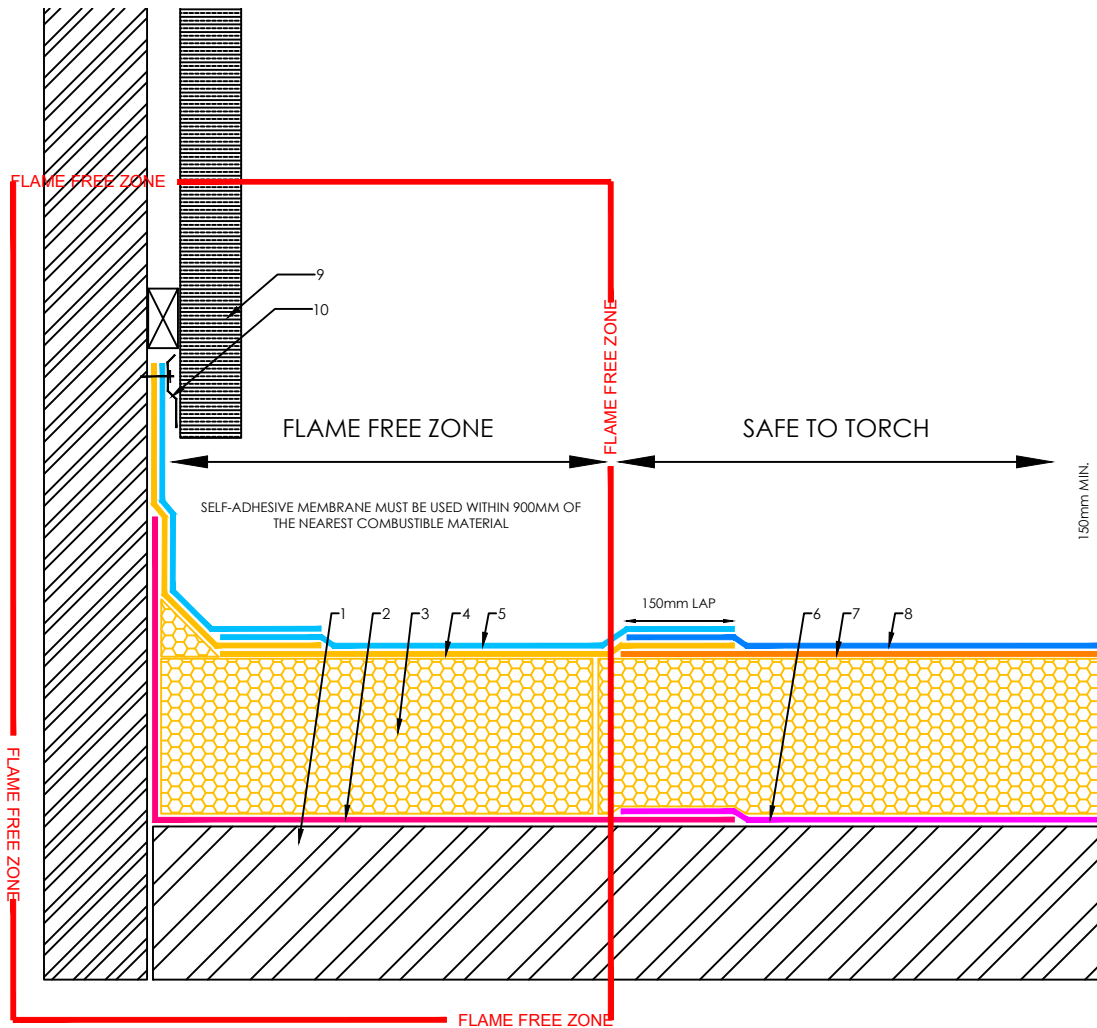 FLAME FREE ZONE
9
10
FLAME FREE ZONE
FLAME FREE ZONE
SAFE TO TORCH
SELF-ADHESIVE MEMBRANE MUST BE USED WITHIN 900MM OF
THE NEAREST COMBUSTIBLE MATERIAL
150mm MIN.
150mm LAP
1
2
3
4
5
6
7
8
FLAME FREE ZONE
FLAME FREE ZONE